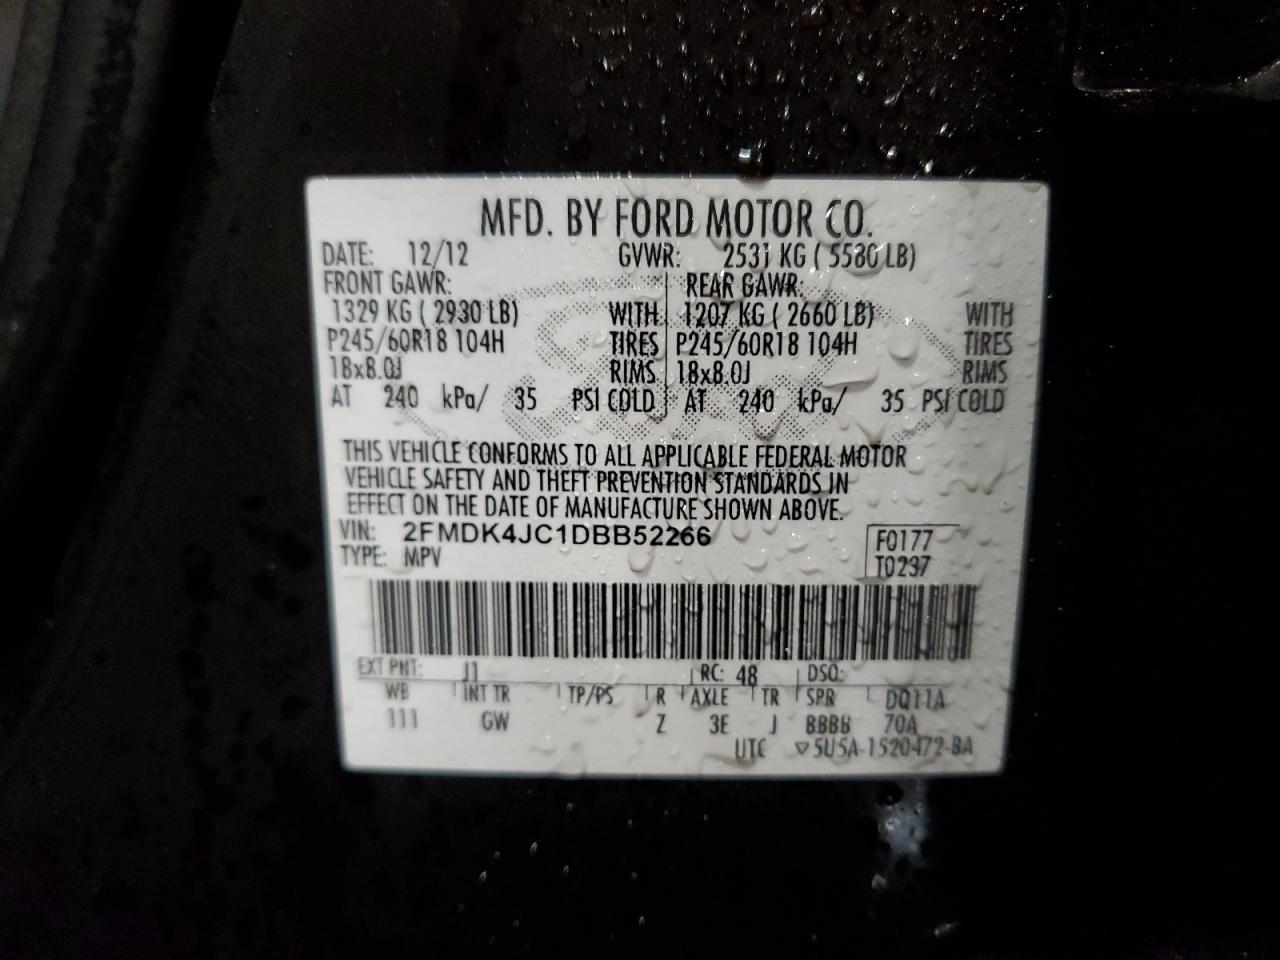 MFD. BY FORD MOTOR CO.
DATE: 12/12 GVWR: 2531 KG ( 5580 LB)
FRONT GAWR: REAR GAWR:
1329 KG ( 2930 LB) WITH 1207 KG ( 2660 LB) WITH
P245/60R18 104H TIRES P245/60R18 104H TIRES
18x8.0J RIMS 18x8.0J RIMS
AT 240 kPa/ 35 PSI COLD AT 240 kPa/ 35 PSI COLD
THIS VEHICLE CONFORMS TO ALL APPLICABLE FEDERAL MOTOR
VEHICLE SAFETY AND THEFT PREVENTION STANDARDS IN
EFFECT ON THE DATE OF MANUFACTURE SHOWN ABOVE.
VIN: 2FMDK4JC1DBB52266 F0177
TYPE: MPV T0237
EXT PNT: J1 RC: 48 DSO:
WB INT TR TP/PS R AXLE TR SPR DQ11A
111 GW Z 3E J BBBB 70A
UTC ▽5U5A-1520472-BA